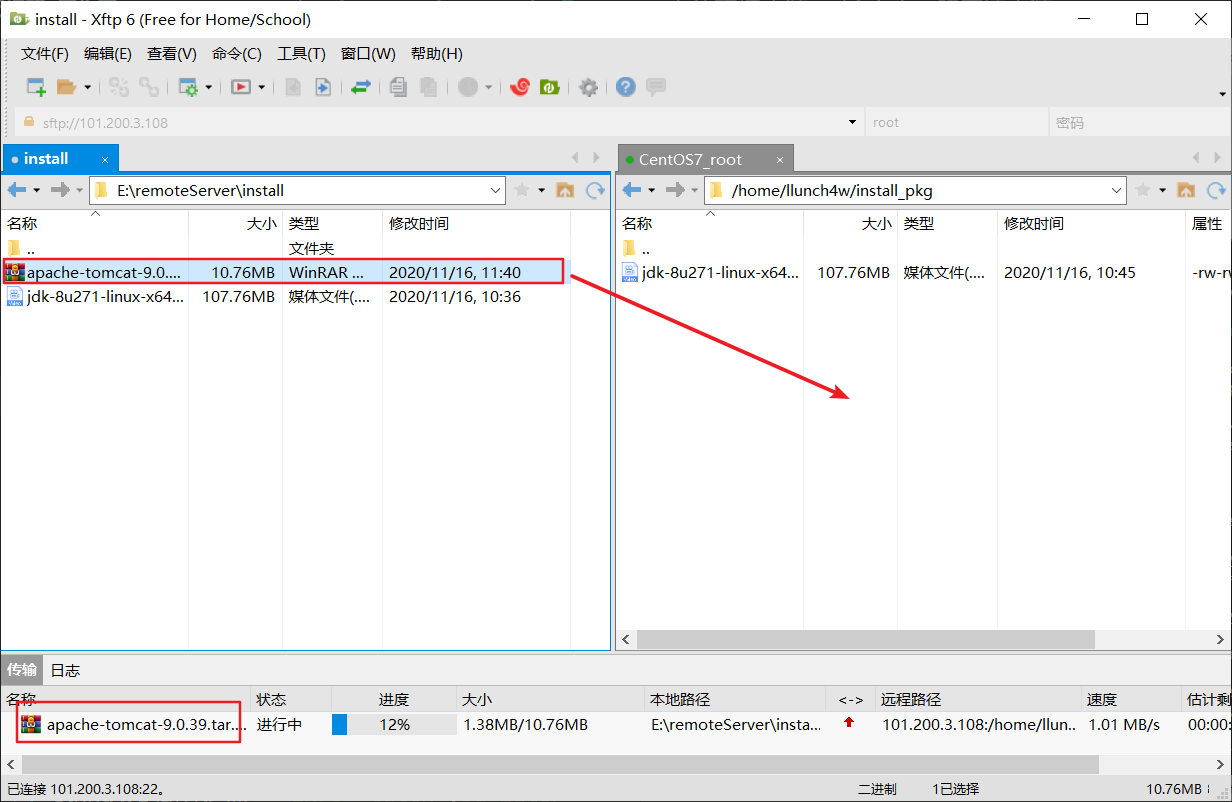 install - Xftp 6 (Free for Home/School)
文件(F) 编辑(E) 查看(V) 命令(C) 工具(T) 窗口(W) 帮助(H)
sftp://101.200.3.108 root 密码
install × CentOS7_root ×
E:\remoteServer\install /home/llunch4w/install_pkg
名称 大小 类型 修改时间 名称 大小 类型 修改时间 属性
.. 文件夹 ..
apache-tomcat-9.0.... 10.76MB WinRAR ... 2020/11/16, 11:40 jdk-8u271-linux-x64... 107.76MB 媒体文件(.... 2020/11/16, 10:45 -rw-rw
jdk-8u271-linux-x64... 107.76MB 媒体文件(.... 2020/11/16, 10:36
传输 日志
名称 状态 进度 大小 本地路径 <-> 远程路径 速度 估计剩
apache-tomcat-9.0.39.tar.... 进行中 12% 1.38MB/10.76MB E:\remoteServer\insta... 101.200.3.108:/home/llun... 1.01 MB/s 00:00:
已连接 101.200.3.108:22。 二进制 1已选择 10.76MB